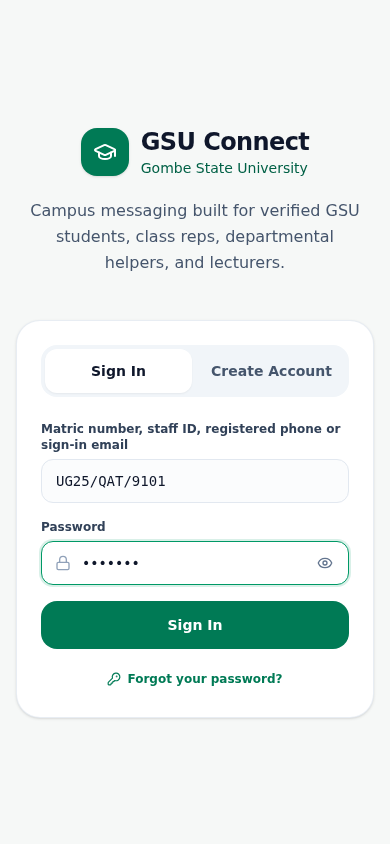 GSU Connect
Gombe State University
Campus messaging built for verified GSU
students, class reps, departmental
helpers, and lecturers.
Sign In
Create Account
Matric number, staff ID, registered phone or
sign-in email
UG25/QAT/9101
Password
•••••••
Sign In
Forgot your password?